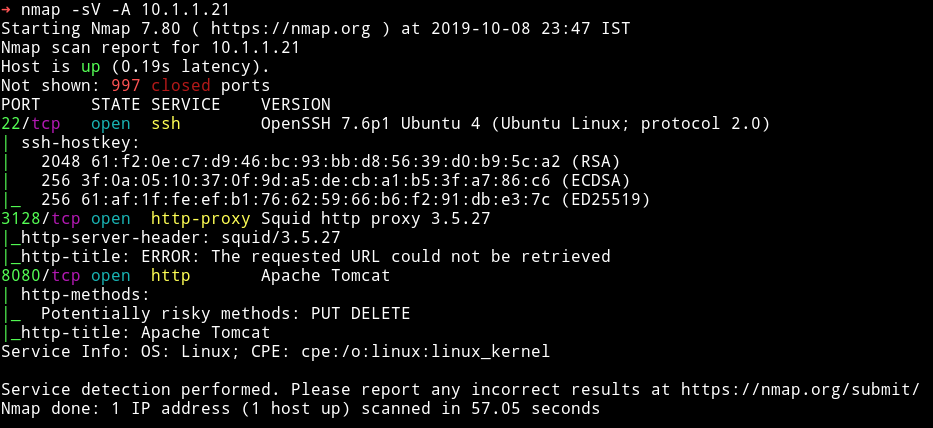 ➜ nmap -sV -A 10.1.1.21
Starting Nmap 7.80 ( https://nmap.org ) at 2019-10-08 23:47 IST
Nmap scan report for 10.1.1.21
Host is up (0.19s latency).
Not shown: 997 closed ports
PORT     STATE SERVICE    VERSION
22/tcp   open  ssh        OpenSSH 7.6p1 Ubuntu 4 (Ubuntu Linux; protocol 2.0)
| ssh-hostkey:
|   2048 61:f2:0e:c7:d9:46:bc:93:bb:d8:56:39:d0:b9:5c:a2 (RSA)
|   256 3f:0a:05:10:37:0f:9d:a5:de:cb:a1:b5:3f:a7:86:c6 (ECDSA)
|_  256 61:af:1f:fe:ef:b1:76:62:59:66:b6:f2:91:db:e3:7c (ED25519)
3128/tcp open  http-proxy Squid http proxy 3.5.27
|_http-server-header: squid/3.5.27
|_http-title: ERROR: The requested URL could not be retrieved
8080/tcp open  http       Apache Tomcat
| http-methods:
|_  Potentially risky methods: PUT DELETE
|_http-title: Apache Tomcat
Service Info: OS: Linux; CPE: cpe:/o:linux:linux_kernel

Service detection performed. Please report any incorrect results at https://nmap.org/submit/
Nmap done: 1 IP address (1 host up) scanned in 57.05 seconds